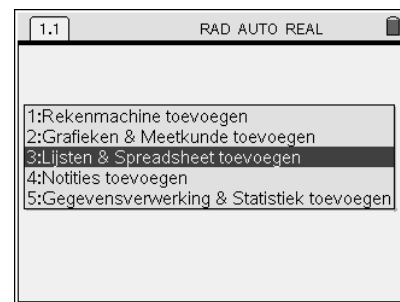 1.1 RAD AUTO REAL
1:Rekenmachine toevoegen
2:Grafieken & Meetkunde toevoegen
3:Lijsten & Spreadsheet toevoegen
4:Notities toevoegen
5:Gegevensverwerking & Statistiek toevoegen